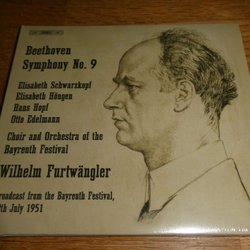 Beethoven
Symphony No. 9
Elisabeth Schwarzkopf
Elisabeth Höngen
Hans Hopf
Otto Edelmann
Choir and Orchestra of the
Bayreuth Festival
Wilhelm Furtwängler
Broadcast from the Bayreuth Festival,
July 1951